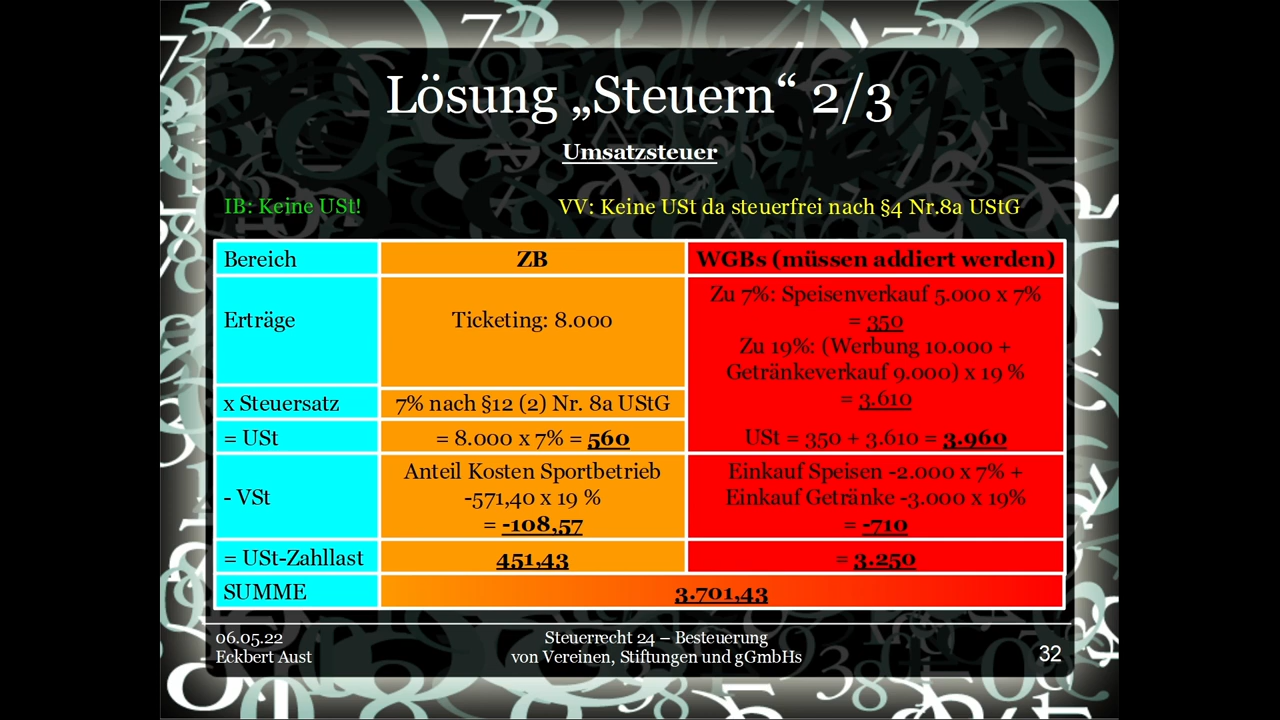 Lösung „Steuern“ 2/3
Umsatzsteuer
IB: Keine USt!
VV: Keine USt da steuerfrei nach §4 Nr.8a UStG
Bereich
ZB
WGBs (müssen addiert werden)
Erträge
Ticketing: 8.000
Zu 7%: Speisenverkauf 5.000 x 7%
= 350
Zu 19%: (Werbung 10.000 +
Getränkeverkauf 9.000) x 19 %
= 3.610
x Steuersatz
7% nach §12 (2) Nr. 8a UStG
= USt
= 8.000 x 7% = 560
USt = 350 + 3.610 = 3.960
- VSt
Anteil Kosten Sportbetrieb
-571,40 x 19 %
= -108,57
Einkauf Speisen -2.000 x 7% +
Einkauf Getränke -3.000 x 19%
= -710
= USt-Zahllast
451,43
= 3.250
SUMME
3.701,43
06.05.22
Eckbert Aust
Steuerrecht 24 – Besteuerung
von Vereinen, Stiftungen und gGmbHs
32